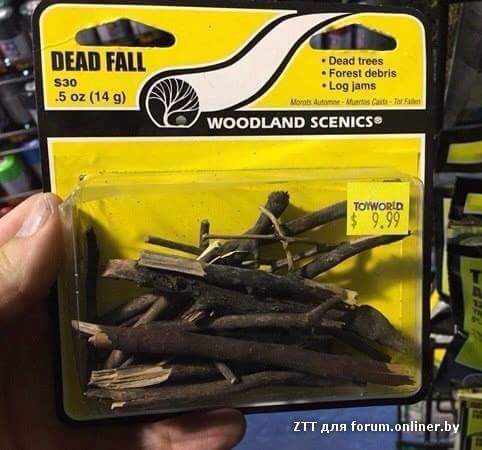 DEAD FALL
S30
.5 oz (14 g)
• Dead trees
• Forest debris
• Log jams
Morots Automne - Muertos Caida - Tot Fallen
WOODLAND SCENICS®
TOYWORLD
$ 9.99
ZTT для forum.onliner.by